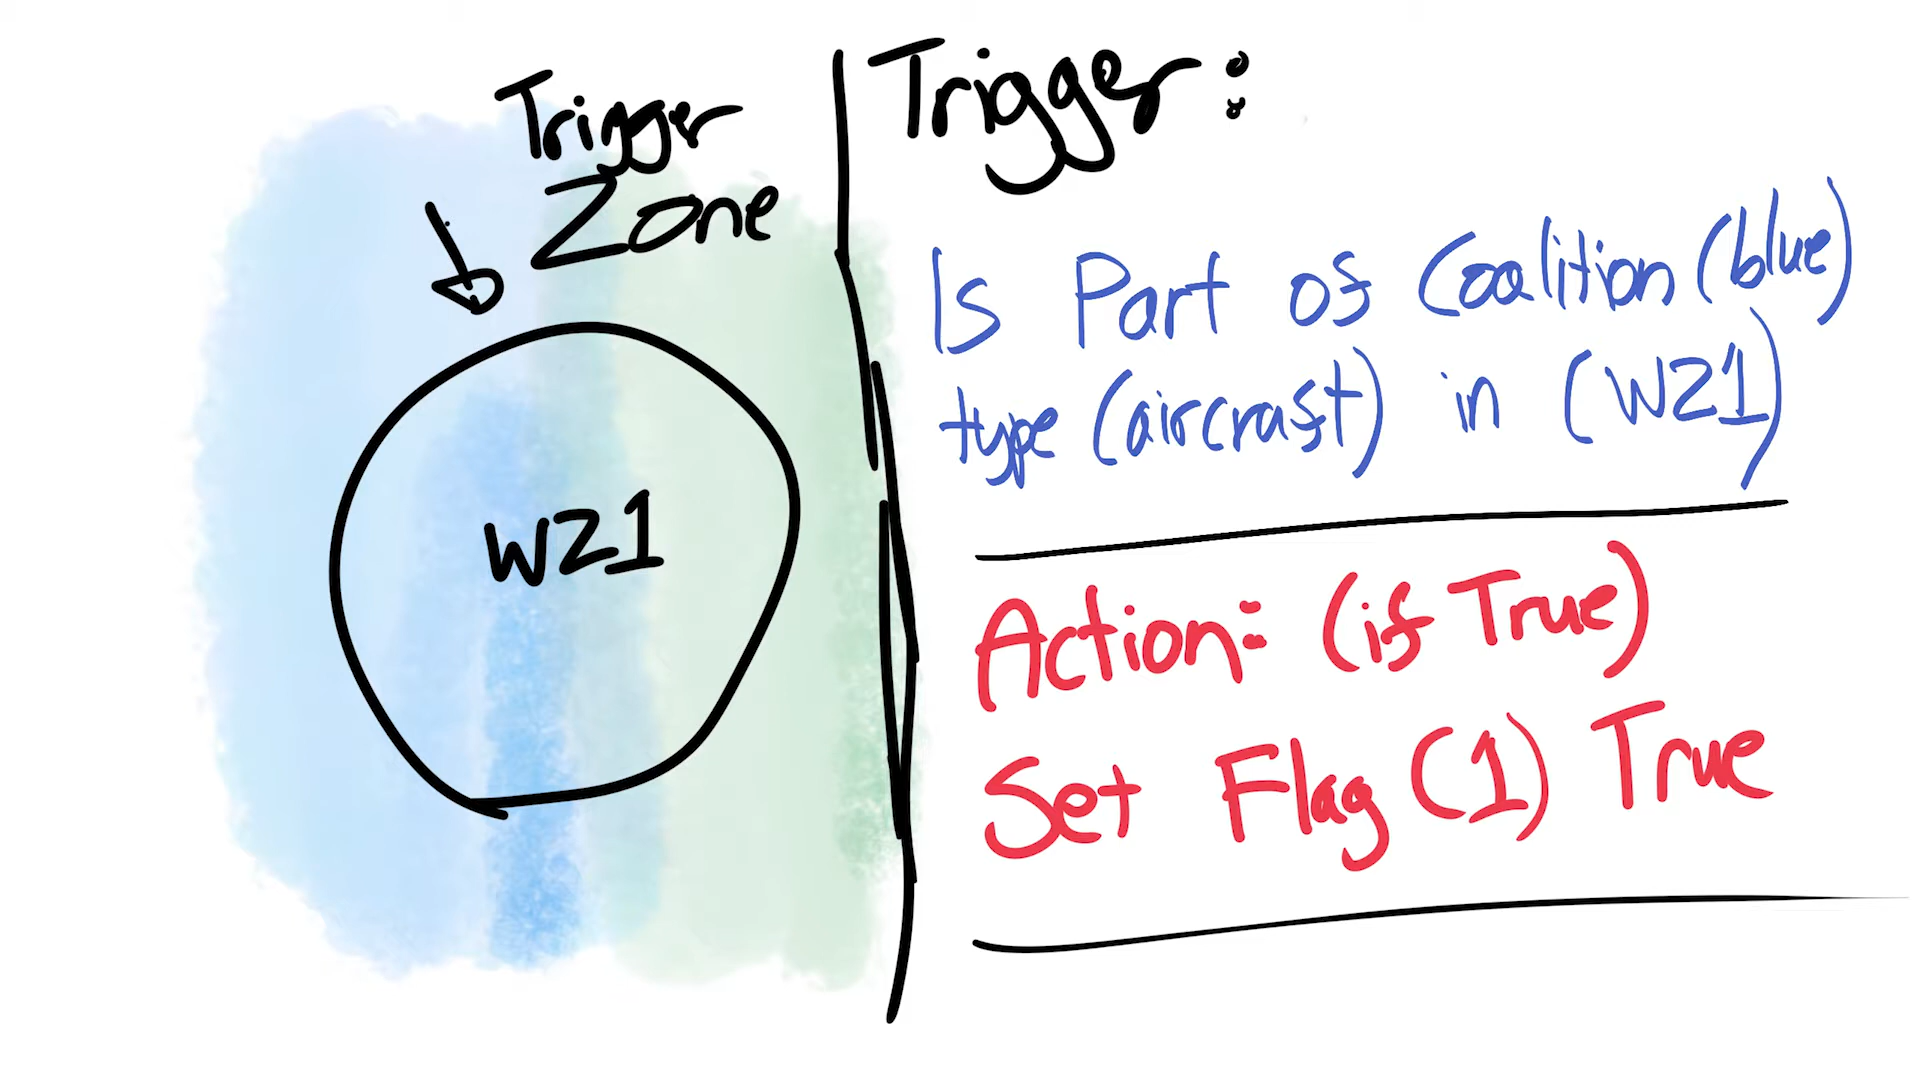 Trigger
Zone
WZ1
Trigger:
Is Part of Coalition (blue)
type (aircraft) in (WZ1)
Action: (if True)
Set Flag (1) True